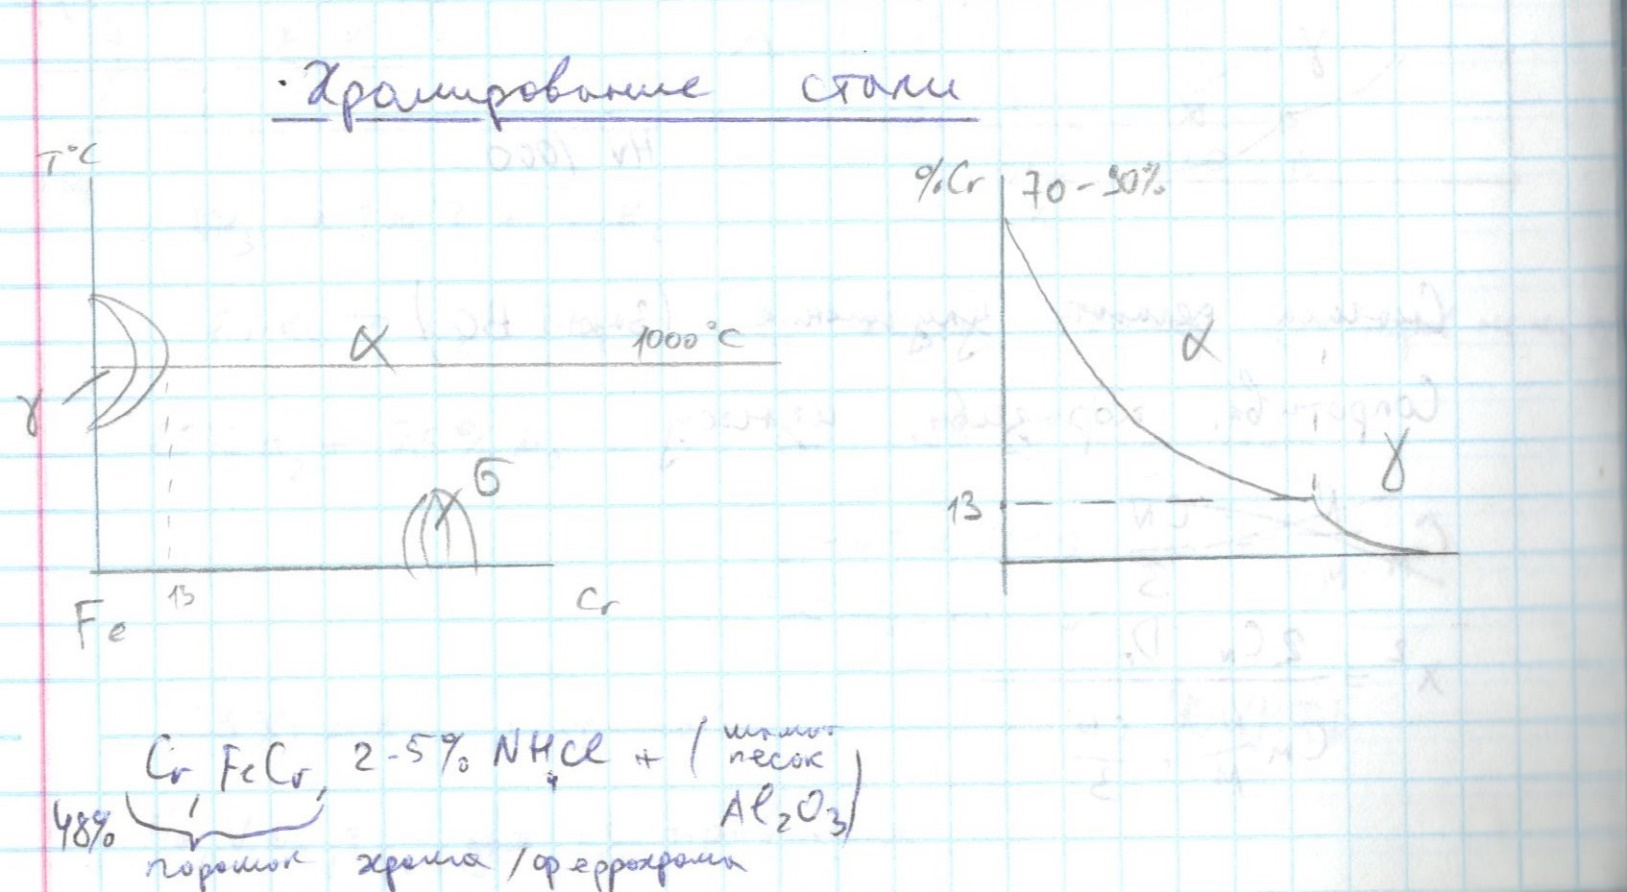 · Хромирование стали
T°C
α
1000°C
γ
σ
13
Fe
Cr
%Cr
70-90%
α
γ
13
Cr, FeCr, 2-5% NH4Cl + (шамот
песок
Al2O3)
48%
порошок хрома / феррохрома